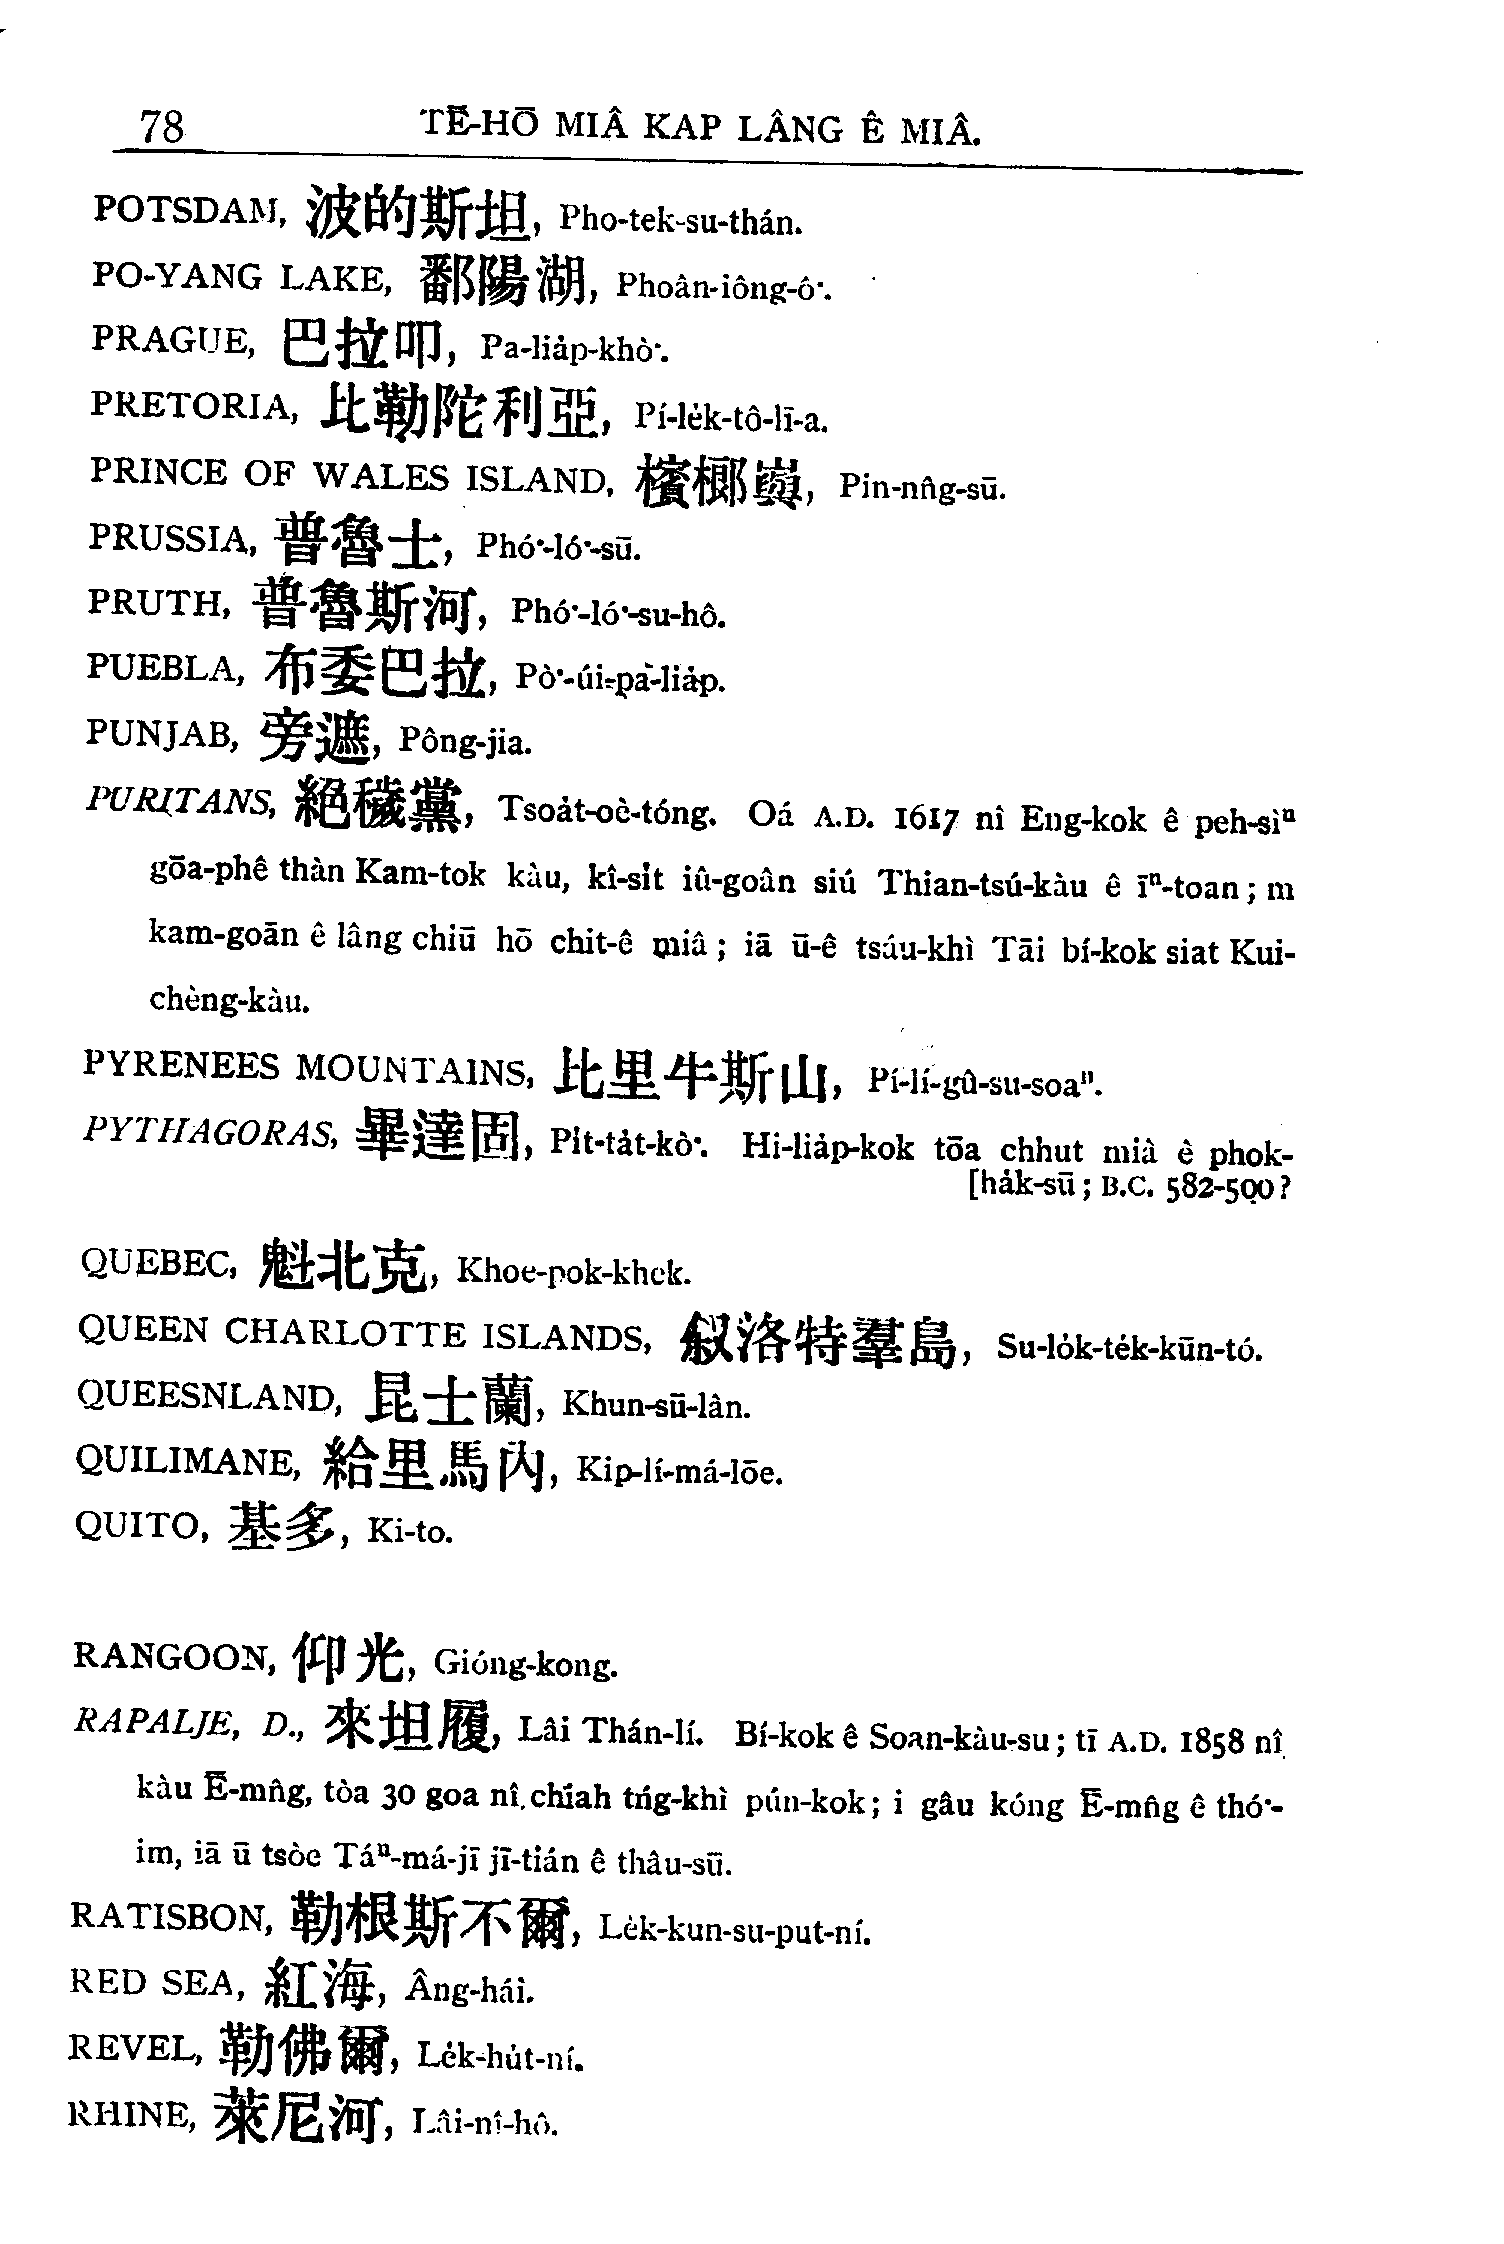 78 TĒ-HŌ MIÂ KAP LÂNG Ê MIÂ.
POTSDAM, 波的斯坦, Pho-tek-su-thán.
PO-YANG LAKE, 鄱陽湖, Phoân-iông-ô͘.
PRAGUE, 巴拉叩, Pa-lia̍p-khò͘.
PRETORIA, 比勒陀利亞, Pí-le̍k-tô-lī-a.
PRINCE OF WALES ISLAND, 檳榔嶼, Pin-nn̂g-sū.
PRUSSIA, 普魯士, Phó͘-ló͘-sū.
PRUTH, 普魯斯河, Phó͘-ló͘-su-hô.
PUEBLA, 布委巴拉, Pò͘-úi-pa-lia̍p.
PUNJAB, 旁遮, Pông-jia.
PURITANS, 絕穢黨, Tsoa̍t-oè-tóng. Oá A.D. 1617 nî Eng-kok ê peh-sìⁿ
gōa-phê thàn Kam-tok kàu, kî-si̍t iû-goân siú Thian-tsú-kàu ê īⁿ-toan; m
kam-goān ê lâng chiū hō chit-ê miâ; iā ū-ê tsáu-khì Tāi bí-kok siat Kui-
chèng-kàu.
PYRENEES MOUNTAINS, 比里牛斯山, Pí-lí-gû-su-soaⁿ.
PYTHAGORAS, 畢達固, Pit-ta̍t-kò͘. Hi-lia̍p-kok tōa chhut miâ ê phok-
[ha̍k-sū; B.C. 582-500?
QUEBEC, 魁北克, Khoe-pok-khek.
QUEEN CHARLOTTE ISLANDS, 叙洛特羣島, Su-lo̍k-te̍k-kūn-tó.
QUEESNLAND, 昆士蘭, Khun-sū-lân.
QUILIMANE, 給里馬內, Kip-lí-má-lōe.
QUITO, 基多, Ki-to.
RANGOON, 仰光, Gióng-kong.
RAPALJE, D., 來坦履, Lâi Thán-lí. Bí-kok ê Soan-kàu-su; tī A.D. 1858 nî
kàu Ē-mn̂g, tòa 30 goa nî chiah tńg-khì pún-kok; i gâu kóng Ē-mn̂g ê thó͘-
im, iā ū tsòe Táⁿ-má-jī jī-tián ê thâu-sū.
RATISBON, 勒根斯不爾, Le̍k-kun-su-put-ní.
RED SEA, 紅海, Âng-hái.
REVEL, 勒佛爾, Le̍k-hu̍t-ní.
RHINE, 萊尼河, Lâi-nî-hô.